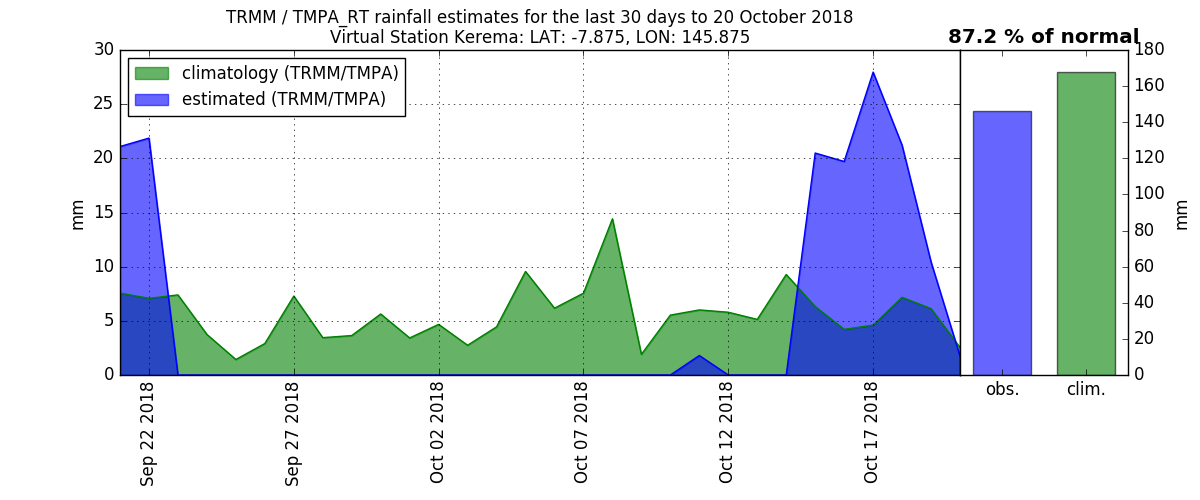 TRMM / TMPA_RT rainfall estimates for the last 30 days to 20 October 2018
Virtual Station Kerema: LAT: -7.875, LON: 145.875
87.2 % of normal
climatology (TRMM/TMPA)
estimated (TRMM/TMPA)
30
25
20
15
10
5
0
mm
Sep 22 2018
Sep 27 2018
Oct 02 2018
Oct 07 2018
Oct 12 2018
Oct 17 2018
180
160
140
120
100
80
60
40
20
0
mm
obs.
clim.